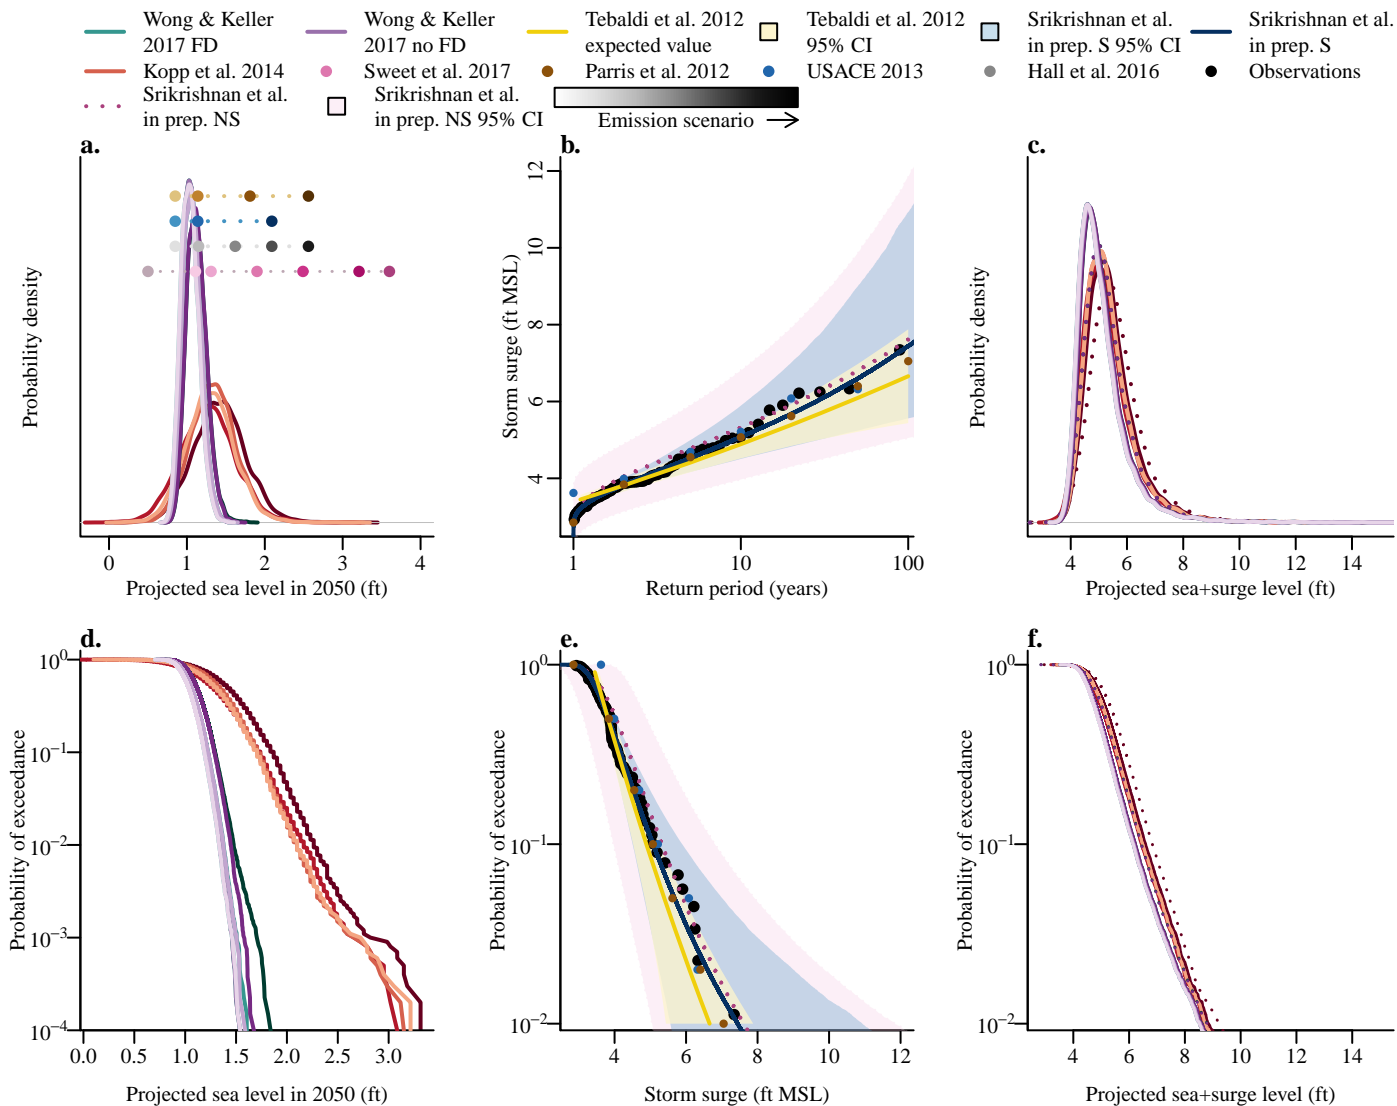 Wong & Keller
2017 FD
Wong & Keller
2017 no FD
Tebaldi et al. 2012
expected value
Tebaldi et al. 2012
95% CI
Srikrishnan et al.
in prep. S 95% CI
Srikrishnan et al.
in prep. S
Kopp et al. 2014
Sweet et al. 2017
Parris et al. 2012
USACE 2013
Hall et al. 2016
Observations
Srikrishnan et al.
in prep. NS
Srikrishnan et al.
in prep. NS 95% CI
Emission scenario
a.
Probability density
0 1 2 3 4
Projected sea level in 2050 (ft)
b.
Storm surge (ft MSL)
12
10
8
6
4
1 10 100
Return period (years)
c.
Probability density
4 6 8 10 12 14
Projected sea+surge level (ft)
d.
Probability of exceedance
10⁰
10⁻¹
10⁻²
10⁻³
10⁻⁴
0.0 0.5 1.0 1.5 2.0 2.5 3.0
Projected sea level in 2050 (ft)
e.
Probability of exceedance
10⁰
10⁻¹
10⁻²
4 6 8 10 12
Storm surge (ft MSL)
f.
Probability of exceedance
10⁰
10⁻¹
10⁻²
4 6 8 10 12 14
Projected sea+surge level (ft)